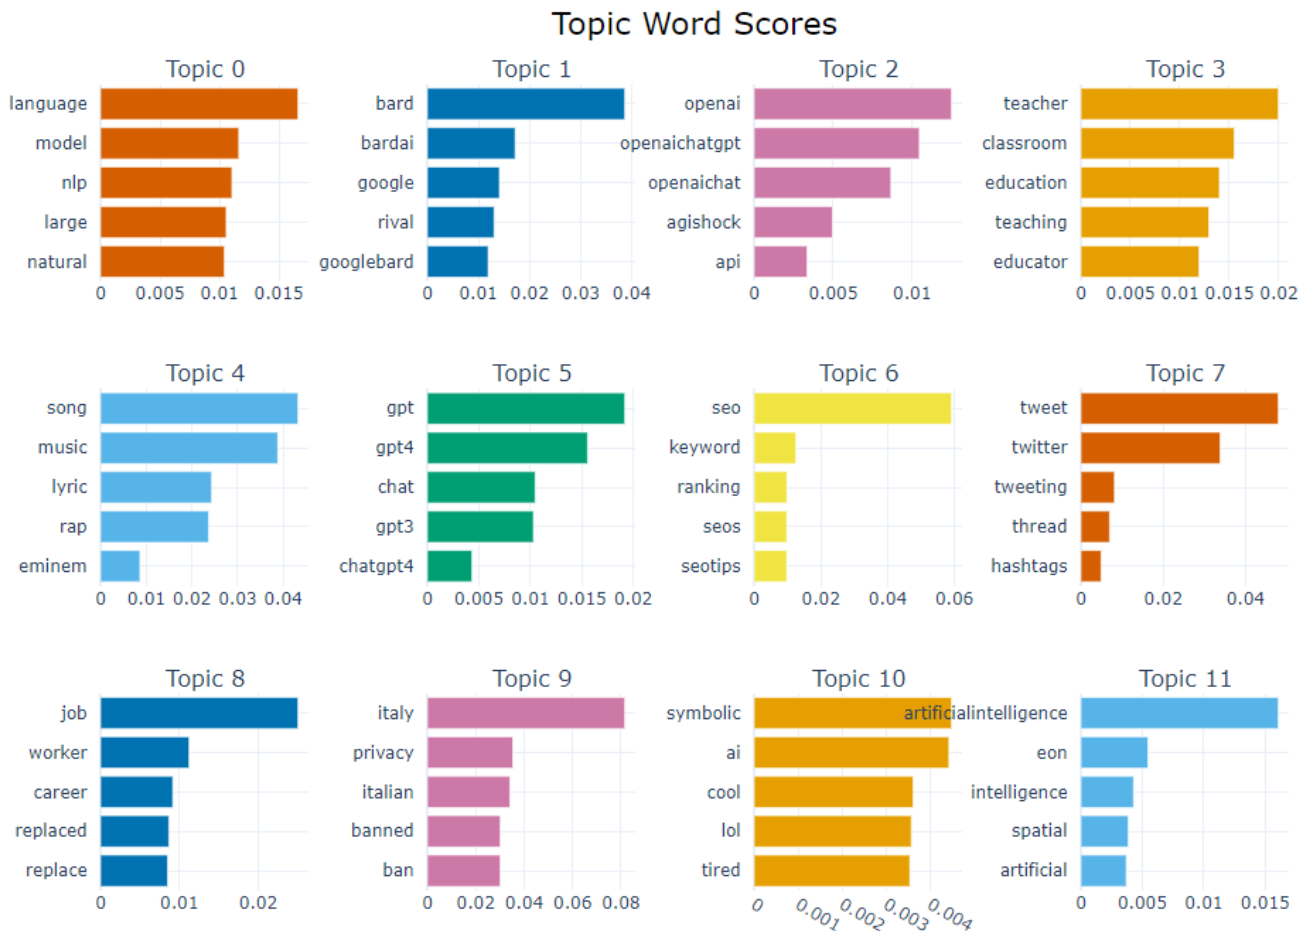 Topic Word Scores
Topic 0
language
model
nlp
large
natural
0 0.005 0.01 0.015
Topic 1
bard
bardai
google
rival
googlebard
0 0.01 0.02 0.03 0.04
Topic 2
openai
openaichatgpt
openaichat
agishock
api
0 0.005 0.01
Topic 3
teacher
classroom
education
teaching
educator
0 0.005 0.01 0.015 0.02
Topic 4
song
music
lyric
rap
eminem
0 0.01 0.02 0.03 0.04
Topic 5
gpt
gpt4
chat
gpt3
chatgpt4
0 0.005 0.01 0.015 0.02
Topic 6
seo
keyword
ranking
seos
seotips
0 0.02 0.04 0.06
Topic 7
tweet
twitter
tweeting
thread
hashtags
0 0.02 0.04
Topic 8
job
worker
career
replaced
replace
0 0.01 0.02
Topic 9
italy
privacy
italian
banned
ban
0 0.02 0.04 0.06 0.08
Topic 10
symbolic
ai
cool
lol
tired
0 0.001 0.002 0.003 0.004
Topic 11
artificialintelligence
eon
intelligence
spatial
artificial
0 0.005 0.01 0.015